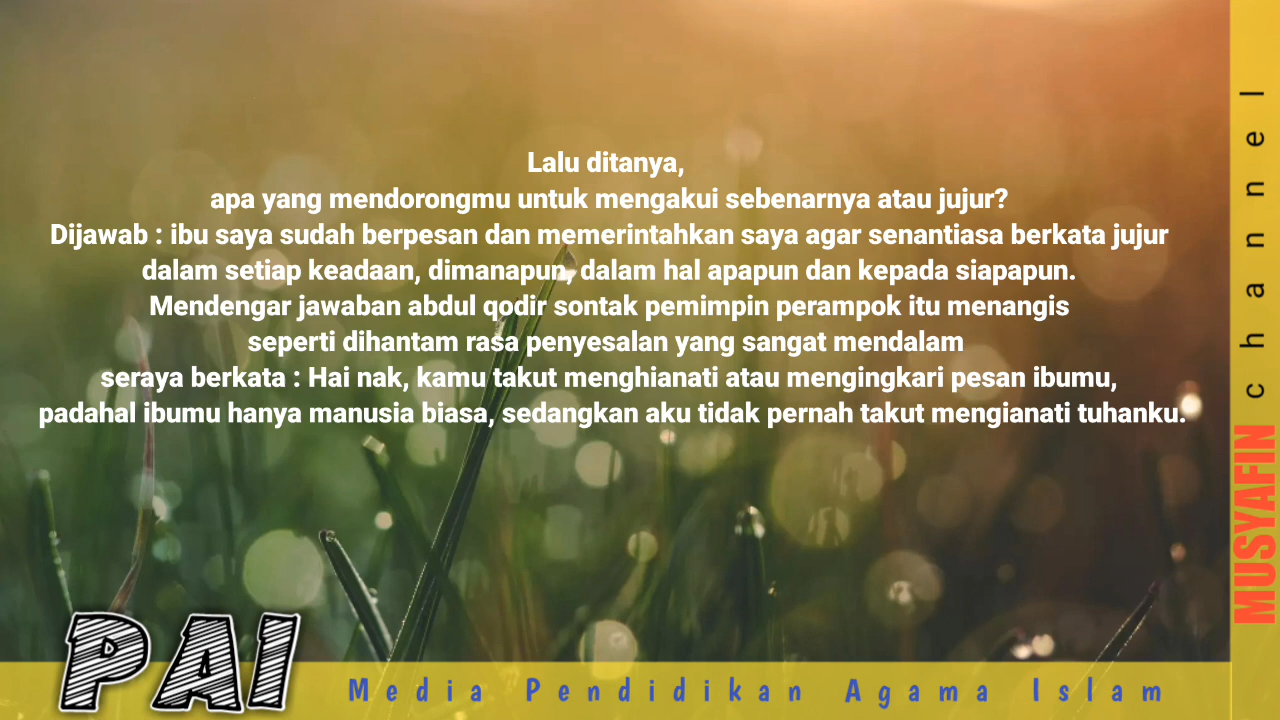 Lalu ditanya,
apa yang mendorongmu untuk mengakui sebenarnya atau jujur?
Dijawab : ibu saya sudah berpesan dan memerintahkan saya agar senantiasa berkata jujur
dalam setiap keadaan, dimanapun, dalam hal apapun dan kepada siapapun.
Mendengar jawaban abdul qodir sontak pemimpin perampok itu menangis
seperti dihantam rasa penyesalan yang sangat mendalam
seraya berkata : Hai nak, kamu takut menghianati atau mengingkari pesan ibumu,
padahal ibumu hanya manusia biasa, sedangkan aku tidak pernah takut mengianati tuhanku.
PAI
Media Pendidikan Agama Islam
MUSYAFIN channel